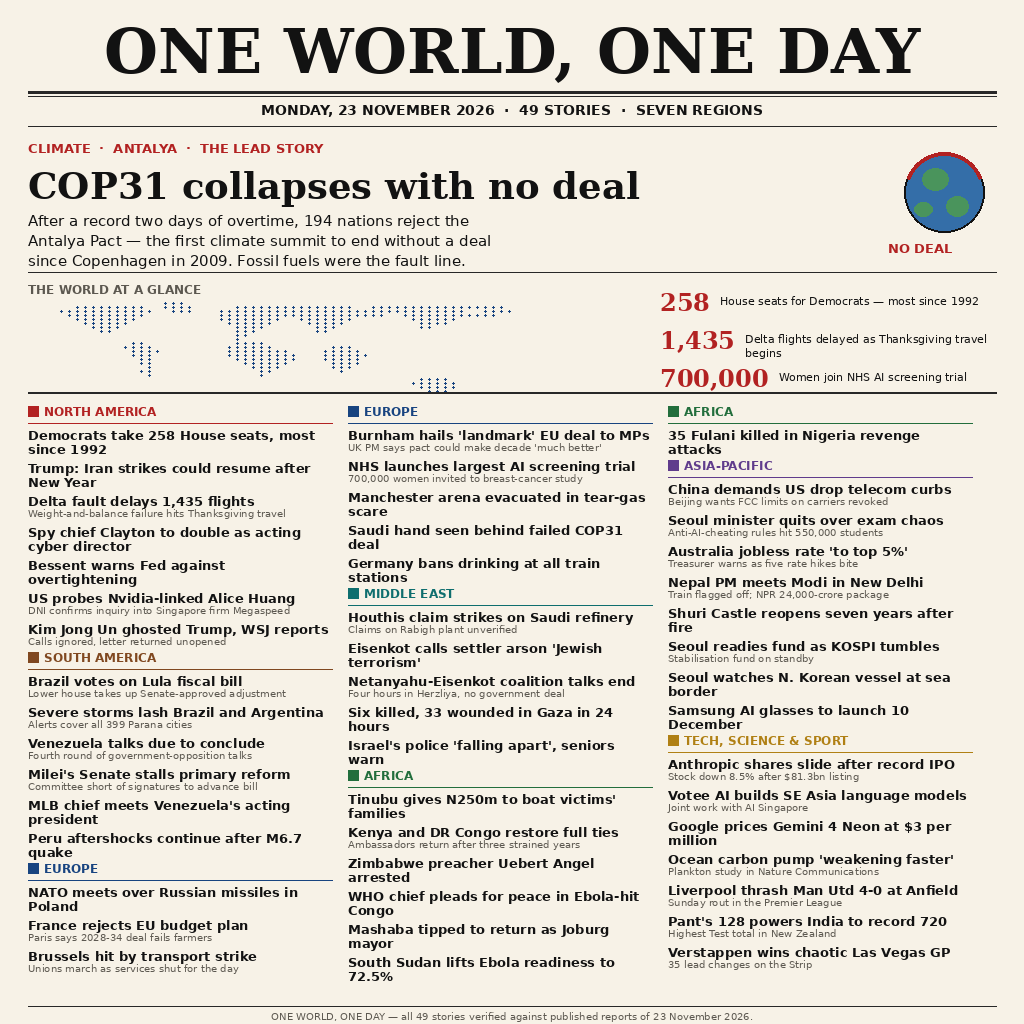 ONE WORLD, ONE DAY
MONDAY, 23 NOVEMBER 2026 · 49 STORIES · SEVEN REGIONS
CLIMATE · ANTALYA · THE LEAD STORY
COP31 collapses with no deal
After a record two days of overtime, 194 nations reject the
Antalya Pact — the first climate summit to end without a deal
since Copenhagen in 2009. Fossil fuels were the fault line.
NO DEAL
THE WORLD AT A GLANCE
258 House seats for Democrats — most since 1992
1,435 Delta flights delayed as Thanksgiving travel
begins
700,000 Women join NHS AI screening trial
NORTH AMERICA
Democrats take 258 House seats, most
since 1992
Trump: Iran strikes could resume after
New Year
Delta fault delays 1,435 flights
Weight-and-balance failure hits Thanksgiving travel
Spy chief Clayton to double as acting
cyber director
Bessent warns Fed against
overtightening
US probes Nvidia-linked Alice Huang
DNI confirms inquiry into Singapore firm Megaspeed
Kim Jong Un ghosted Trump, WSJ reports
Calls ignored, letter returned unopened
SOUTH AMERICA
Brazil votes on Lula fiscal bill
Lower house takes up Senate-approved adjustment
Severe storms lash Brazil and Argentina
Alerts cover all 399 Parana cities
Venezuela talks due to conclude
Fourth round of government-opposition talks
Milei's Senate stalls primary reform
Committee short of signatures to advance bill
MLB chief meets Venezuela's acting
president
Peru aftershocks continue after M6.7
quake
EUROPE
NATO meets over Russian missiles in
Poland
France rejects EU budget plan
Paris says 2028-34 deal fails farmers
Brussels hit by transport strike
Unions march as services shut for the day
EUROPE
Burnham hails 'landmark' EU deal to MPs
UK PM says pact could make decade 'much better'
NHS launches largest AI screening trial
700,000 women invited to breast-cancer study
Manchester arena evacuated in tear-gas
scare
Saudi hand seen behind failed COP31
deal
Germany bans drinking at all train
stations
MIDDLE EAST
Houthis claim strikes on Saudi refinery
Claims on Rabigh plant unverified
Eisenkot calls settler arson 'Jewish
terrorism'
Netanyahu-Eisenkot coalition talks end
Four hours in Herzliya, no government deal
Six killed, 33 wounded in Gaza in 24
hours
Israel's police 'falling apart', seniors
warn
AFRICA
Tinubu gives N250m to boat victims'
families
Kenya and DR Congo restore full ties
Ambassadors return after three strained years
Zimbabwe preacher Uebert Angel
arrested
WHO chief pleads for peace in Ebola-hit
Congo
Mashaba tipped to return as Joburg
mayor
South Sudan lifts Ebola readiness to
72.5%
AFRICA
35 Fulani killed in Nigeria revenge
attacks
ASIA-PACIFIC
China demands US drop telecom curbs
Beijing wants FCC limits on carriers revoked
Seoul minister quits over exam chaos
Anti-AI-cheating rules hit 550,000 students
Australia jobless rate 'to top 5%'
Treasurer warns as five rate hikes bite
Nepal PM meets Modi in New Delhi
Train flagged off; NPR 24,000-crore package
Shuri Castle reopens seven years after
fire
Seoul readies fund as KOSPI tumbles
Stabilisation fund on standby
Seoul watches N. Korean vessel at sea
border
Samsung AI glasses to launch 10
December
TECH, SCIENCE & SPORT
Anthropic shares slide after record IPO
Stock down 8.5% after $81.3bn listing
Votee AI builds SE Asia language models
Joint work with AI Singapore
Google prices Gemini 4 Neon at $3 per
million
Ocean carbon pump 'weakening faster'
Plankton study in Nature Communications
Liverpool thrash Man Utd 4-0 at Anfield
Sunday rout in the Premier League
Pant's 128 powers India to record 720
Highest Test total in New Zealand
Verstappen wins chaotic Las Vegas GP
35 lead changes on the Strip
ONE WORLD, ONE DAY — all 49 stories verified against published reports of 23 November 2026.